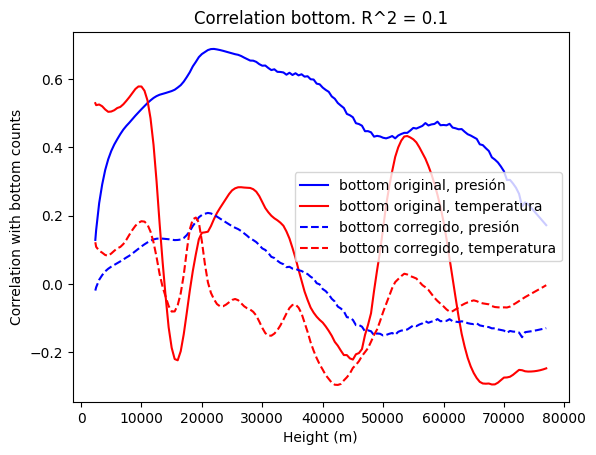 Correlation bottom. R^2 = 0.1
Correlation with bottom counts
0.6
0.4
0.2
0.0
−0.2
bottom original, presión
bottom original, temperatura
bottom corregido, presión
bottom corregido, temperatura
0 10000 20000 30000 40000 50000 60000 70000 80000
Height (m)